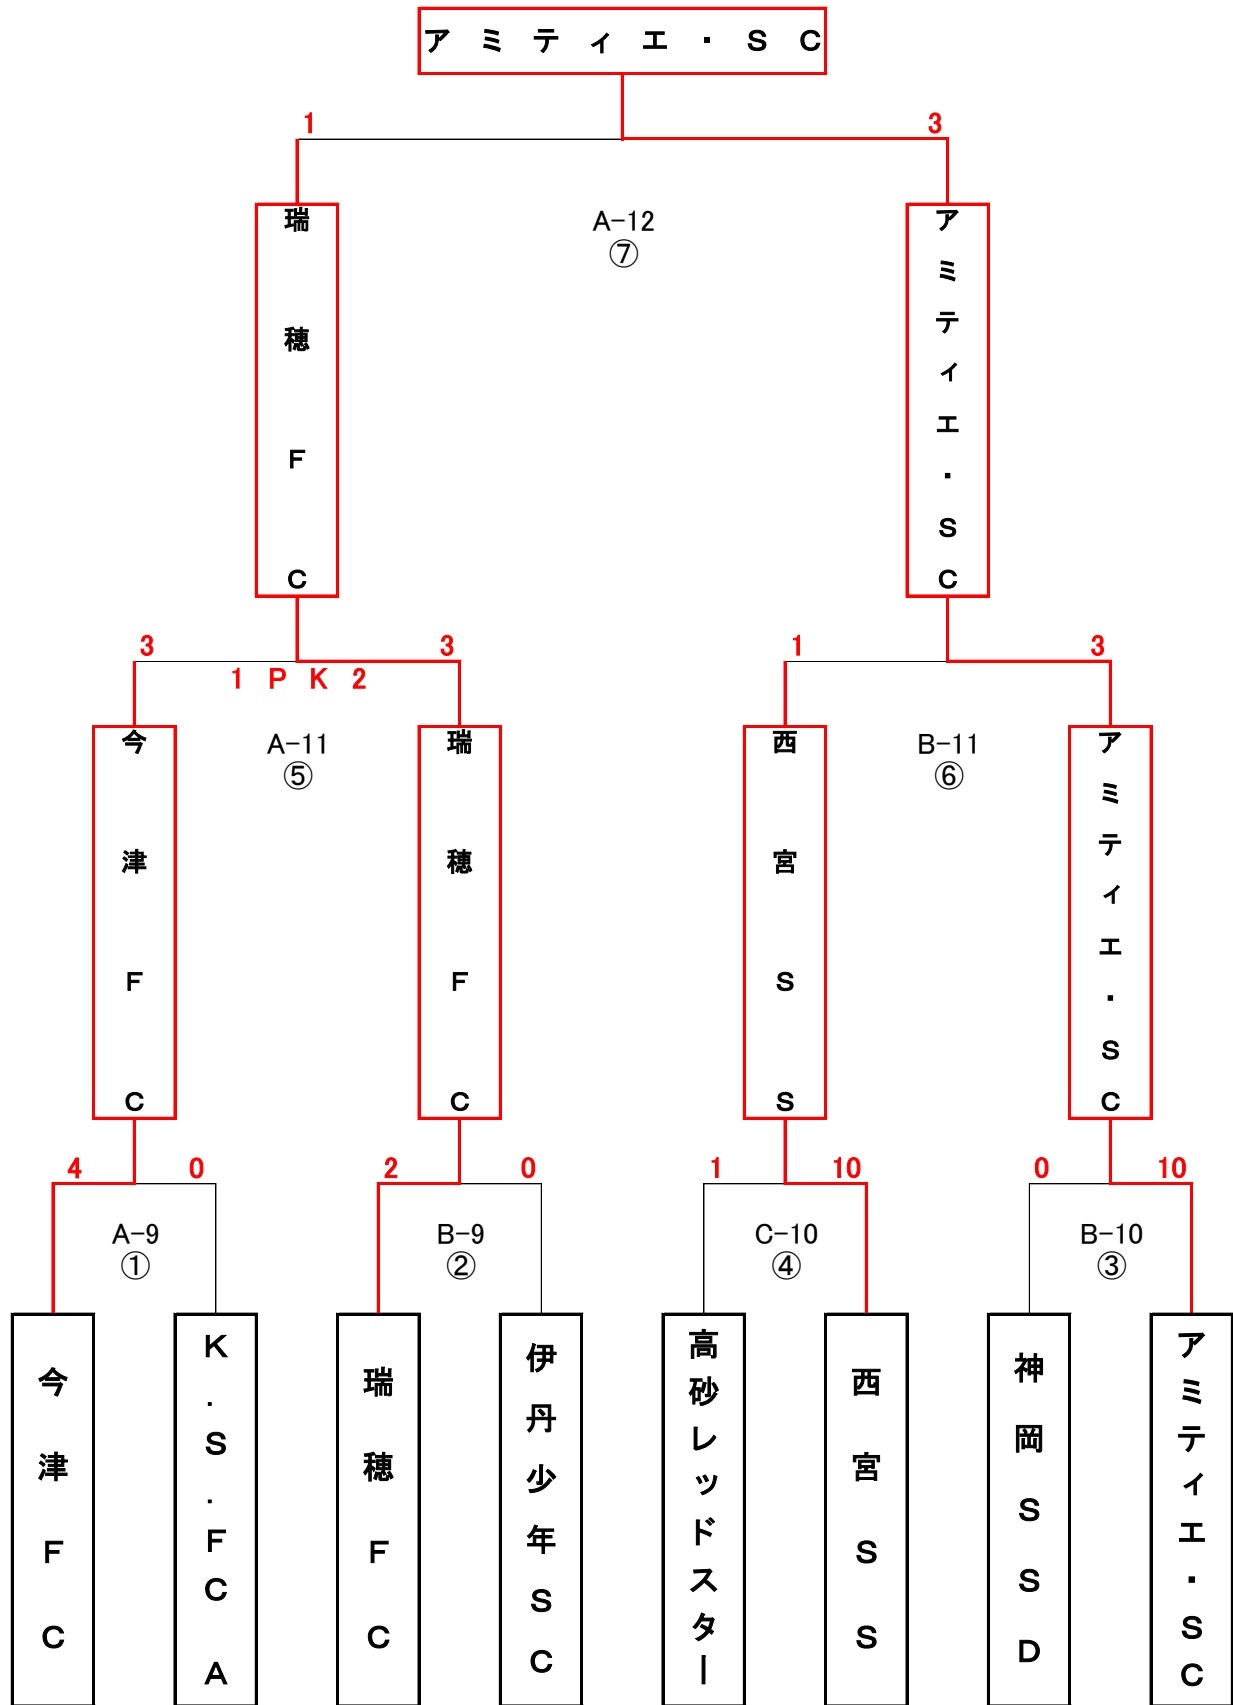 アミティエ・SC
1
3
瑞穂FC
A-12
⑦
アミティエ・SC
3
3
1 PK 2
1
3
今津FC
A-11
⑤
瑞穂FC
西宮SS
B-11
⑥
アミティエ・SC
4
0
2
0
1
10
0
10
A-9
①
B-9
②
C-10
④
B-10
③
今津FC
K.S.FC A
瑞穂FC
伊丹少年SC
高砂レッドスター
西宮SS
神岡SSD
アミティエ・SC